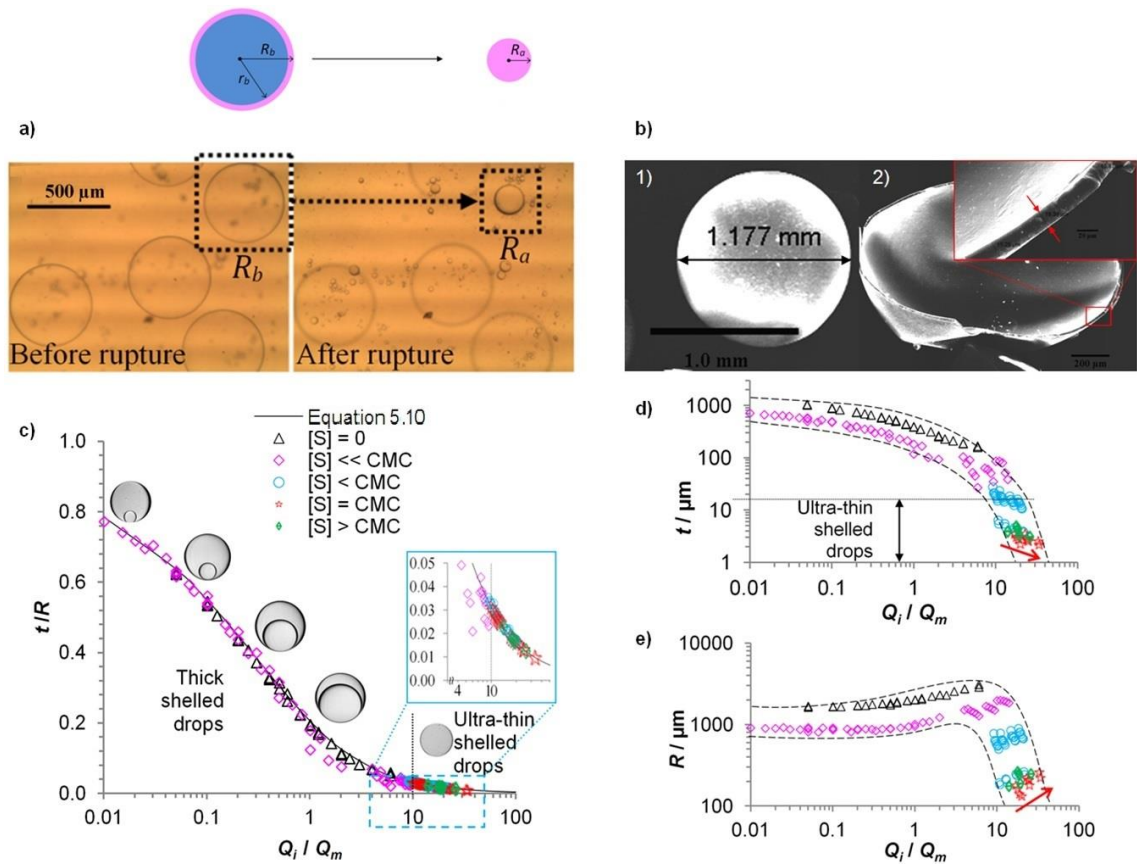 R_b
r_b
R_a
a)
b)
500 µm
R_b
R_a
Before rupture
After rupture
1)
1.177 mm
1.0 mm
2)
200 µm
c)
Equation 5.10
[S] = 0
[S] << CMC
[S] < CMC
[S] = CMC
[S] > CMC
t/R
1.0
0.8
0.6
0.4
0.2
0.0
Thick
shelled
drops
0.05
0.04
0.03
0.02
0.01
0.00
4
10
Ultra-thin
shelled
drops
0.01
0.1
1
10
100
Q_i / Q_m
d)
t / µm
1000
100
10
1
Ultra-thin
shelled
drops
0.01
0.10
1
10
100
Q_i / Q_m
e)
R / µm
10000
1000
100
0.01
0.10
1
10
100
Q_i / Q_m